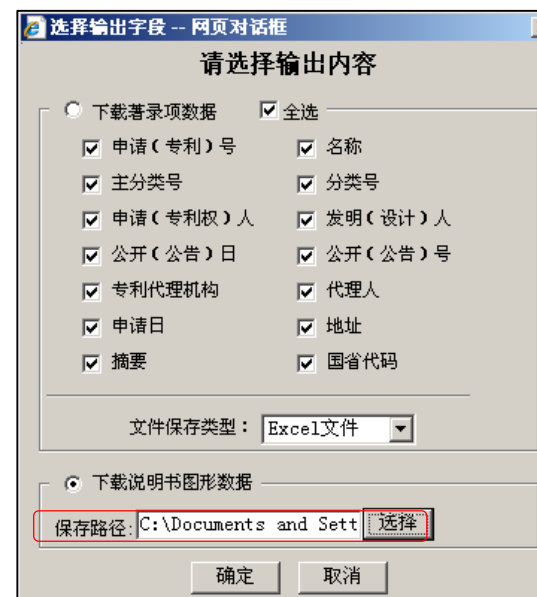 选择输出字段 -- 网页对话框
请选择输出内容
下载著录项数据 全选
申请(专利)号 名称
主分类号 分类号
申请(专利权)人 发明(设计)人
公开(公告)日 公开(公告)号
专利代理机构 代理人
申请日 地址
摘要 国省代码
文件保存类型： Excel文件
下载说明书图形数据
保存路径: C:\Documents and Sett 选择
确定 取消